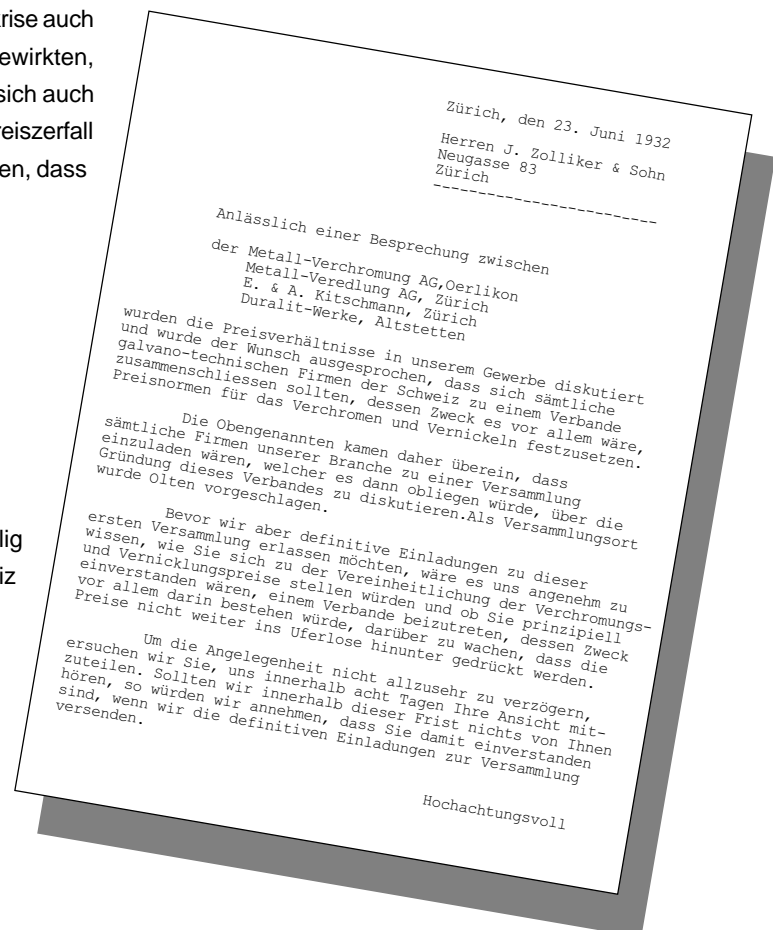 krise auch
ewirkten,
sich auch
reiszerfall
en, dass
lig
iz
Zürich, den 23. Juni 1932
Herren J. Zolliker & Sohn
Neugasse 83
Zürich
------------------------
Anlässlich einer Besprechung zwischen
der Metall-Verchromung AG,Oerlikon
Metall-Veredlung AG, Zürich
E. & A. Kitschmann, Zürich
Duralit-Werke, Altstetten
wurden die Preisverhältnisse in unserem Gewerbe diskutiert
und wurde der Wunsch ausgesprochen, dass sich sämtliche
galvano-technischen Firmen der Schweiz zu einem Verbande
zusammenschliessen sollten, dessen Zweck es vor allem wäre,
Preisnormen für das Verchromen und Vernickeln festzusetzen.
Die Obengenannten kamen daher überein, dass
sämtliche Firmen unserer Branche zu einer Versammlung
einzuladen wären, welcher es dann obliegen würde, über die
Gründung dieses Verbandes zu diskutieren.Als Versammlungsort
wurde Olten vorgeschlagen.
Bevor wir aber definitive Einladungen zu dieser
ersten Versammlung erlassen möchten, wäre es uns angenehm zu
wissen, wie Sie sich zu der Vereinheitlichung der Verchromungs-
und Vernicklungspreise stellen würden und ob Sie prinzipiell
einverstanden wären, einem Verbande beizutreten, dessen Zweck
vor allem darin bestehen würde, darüber zu wachen, dass die
Preise nicht weiter ins Uferlose hinunter gedrückt werden.
Um die Angelegenheit nicht allzusehr zu verzögern,
ersuchen wir Sie, uns innerhalb acht Tagen Ihre Ansicht mit-
zuteilen. Sollten wir innerhalb dieser Frist nichts von Ihnen
hören, so würden wir annehmen, dass Sie damit einverstanden
sind, wenn wir die definitiven Einladungen zur Versammlung
versenden.
Hochachtungsvoll